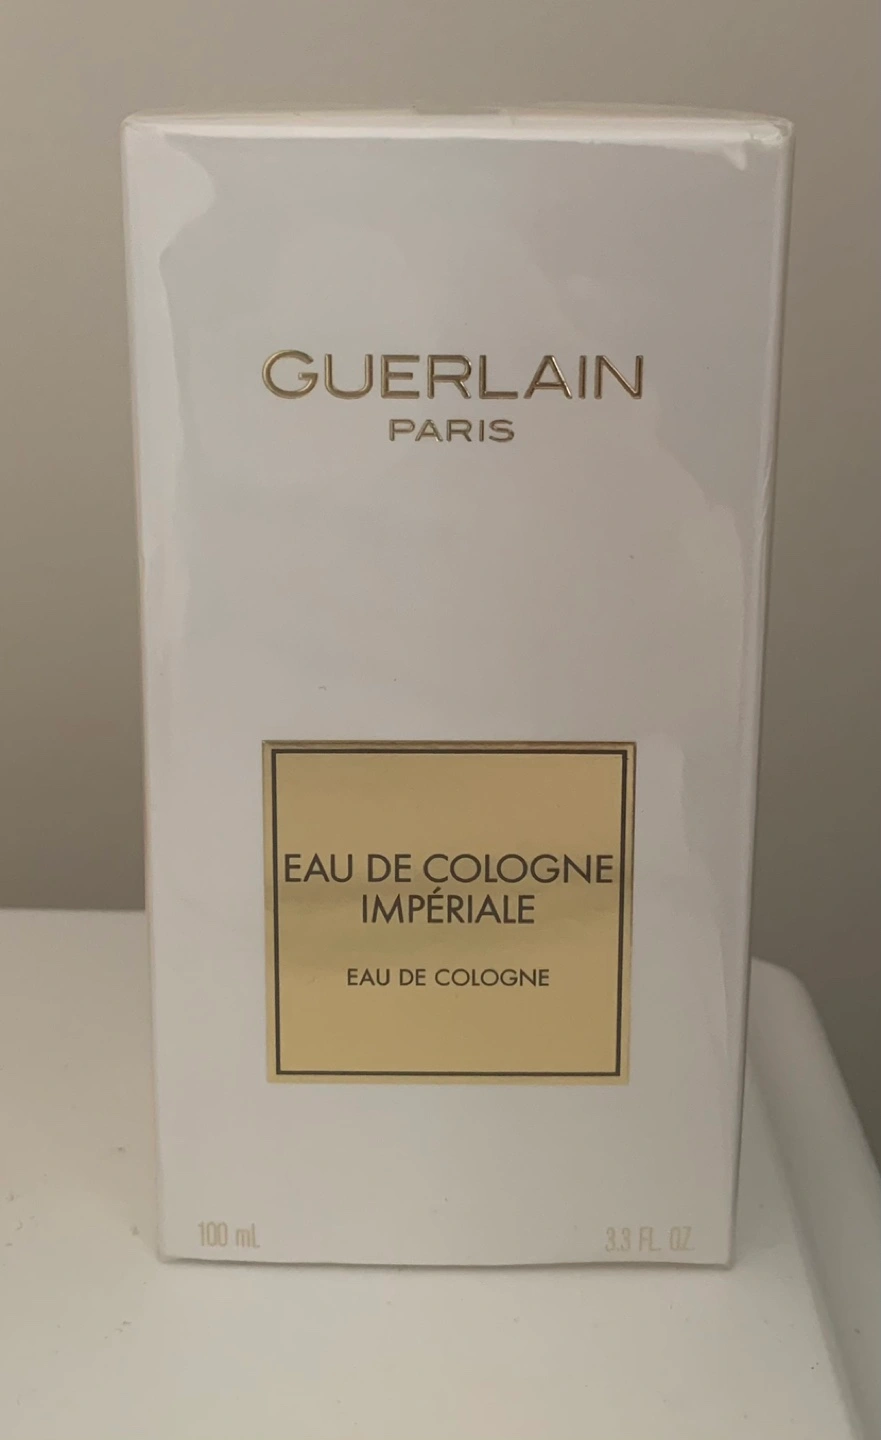 GUERLAIN
PARIS
EAU DE COLOGNE
IMPÉRIALE
EAU DE COLOGNE
100 mL 3.3 FL. OZ.